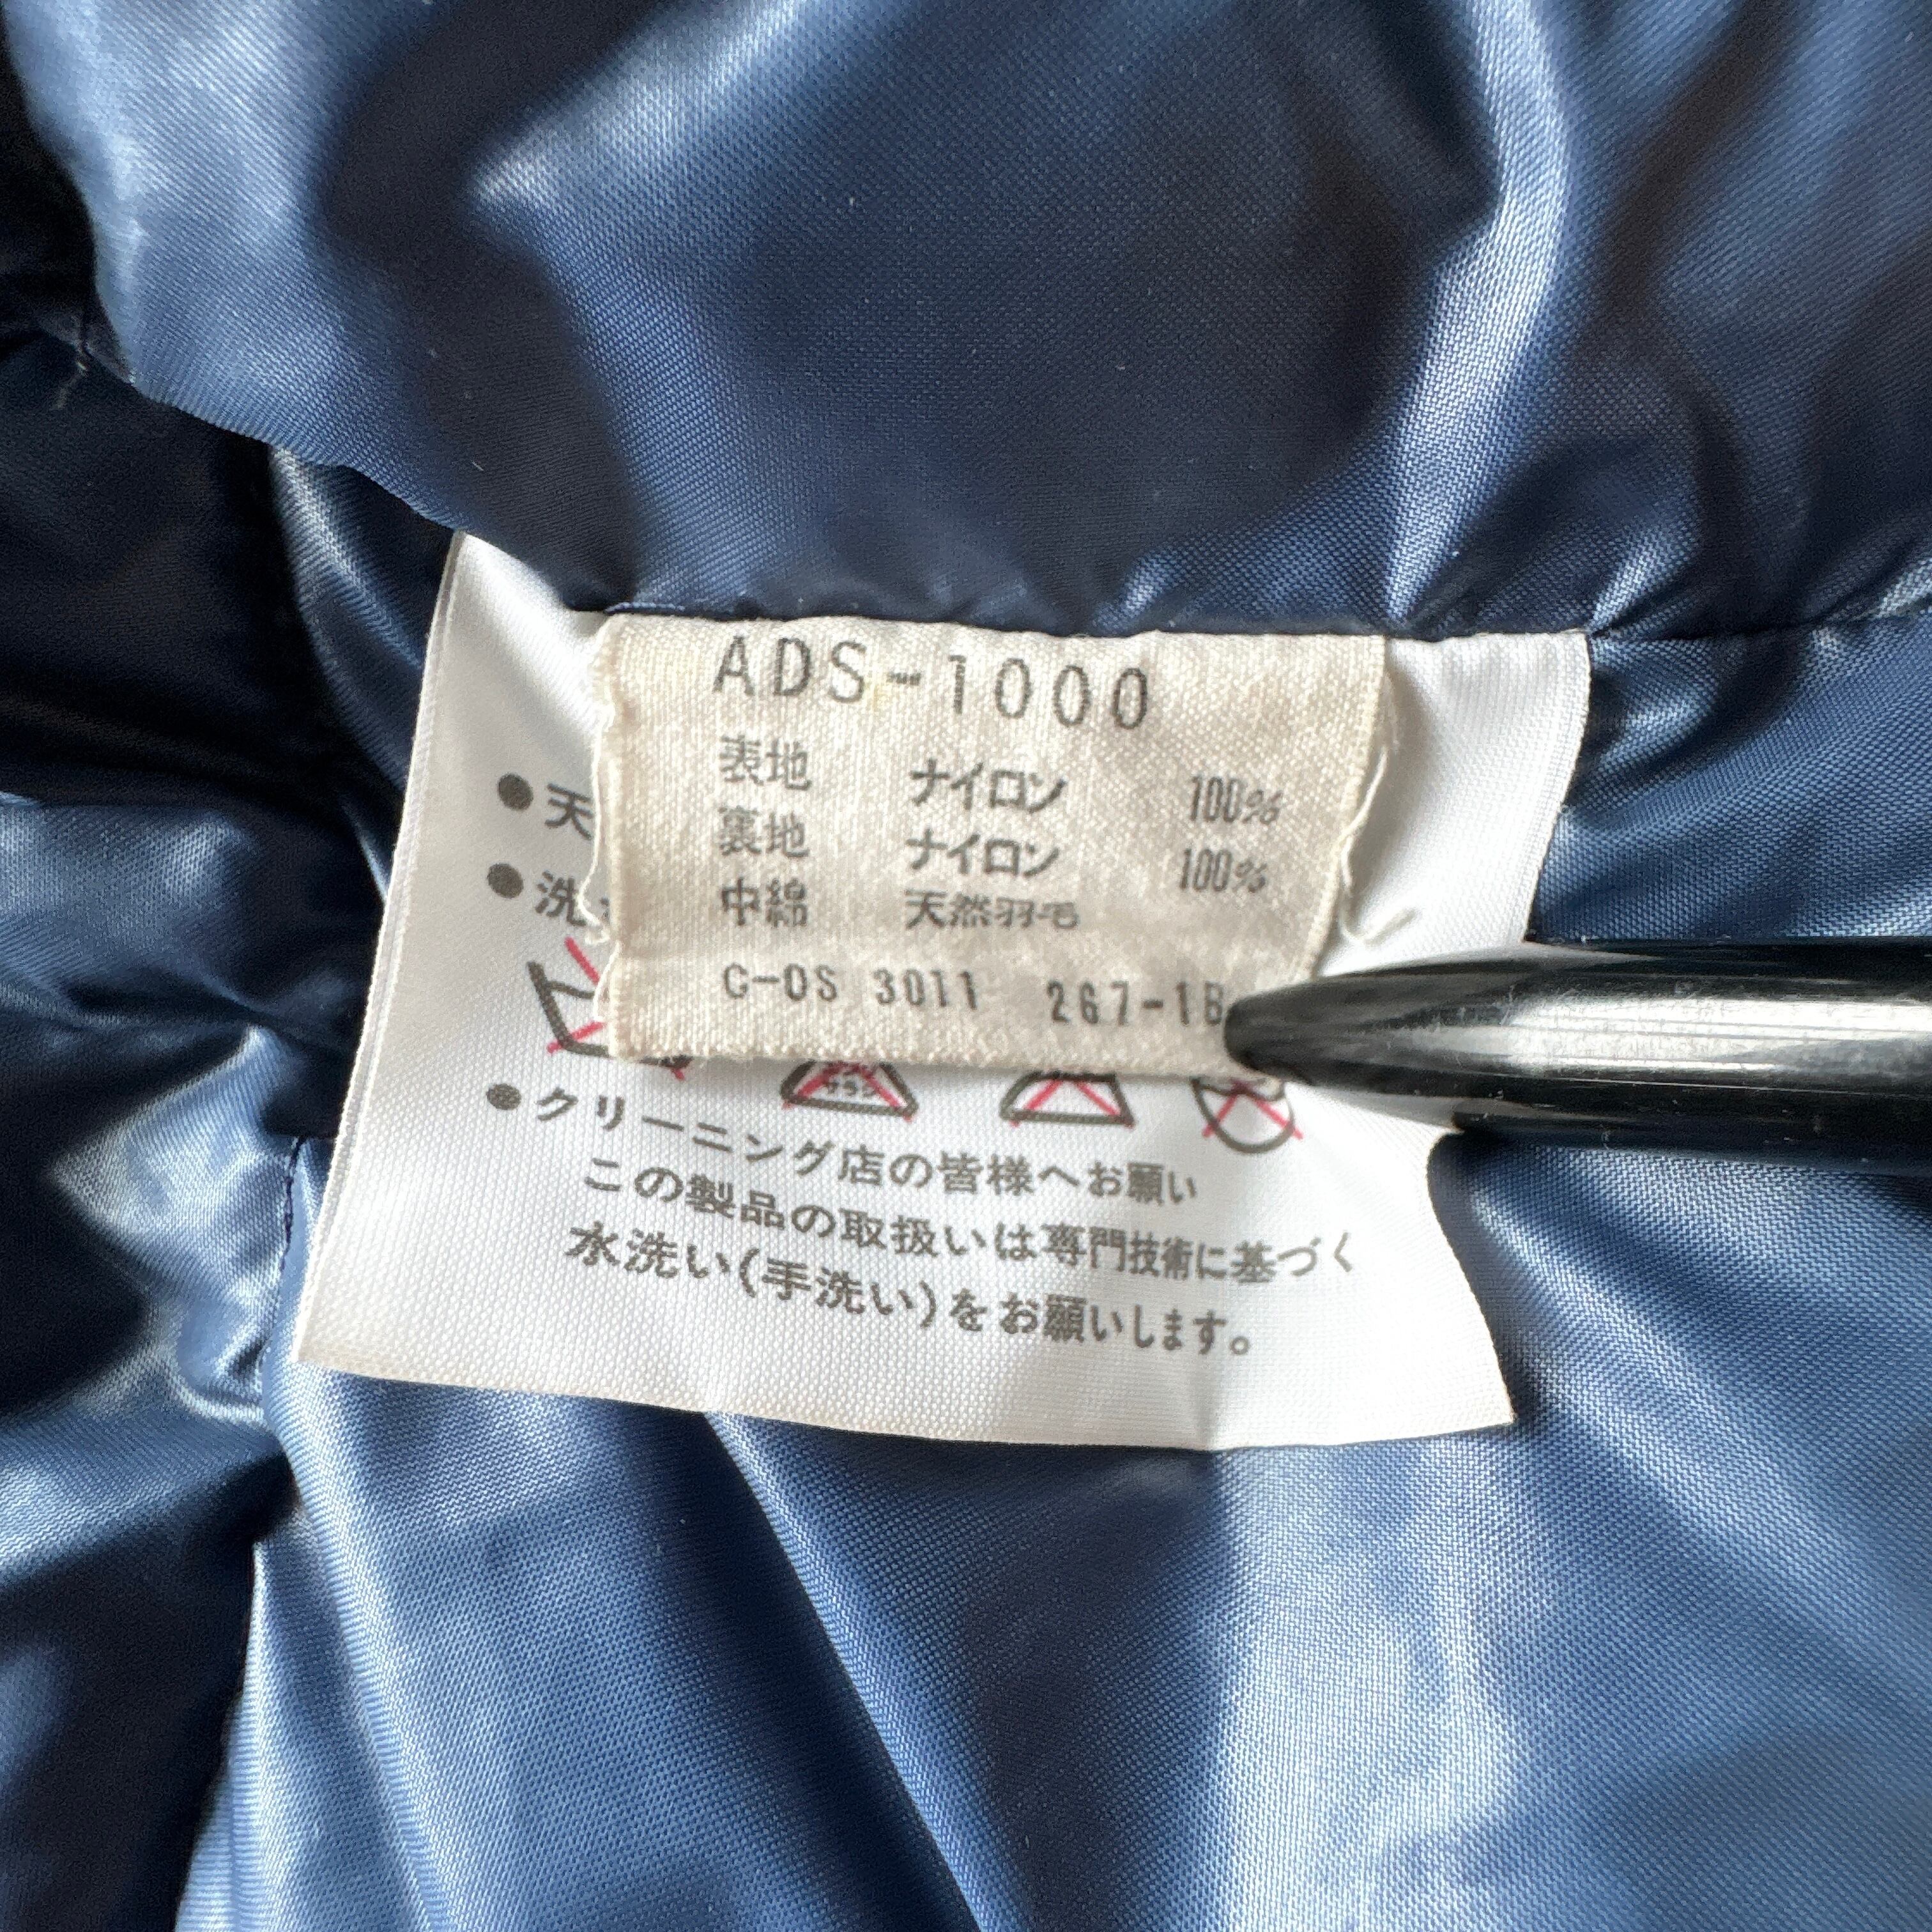 ADS-1000
表地 ナイロン 100%
裏地 ナイロン 100%
中綿 天然羽毛
C-OS 3011 267-1B
●天
●洗
●クリーニング店の皆様へお願い
この製品の取扱いは専門技術に基づく
水洗い(手洗い)をお願いします。